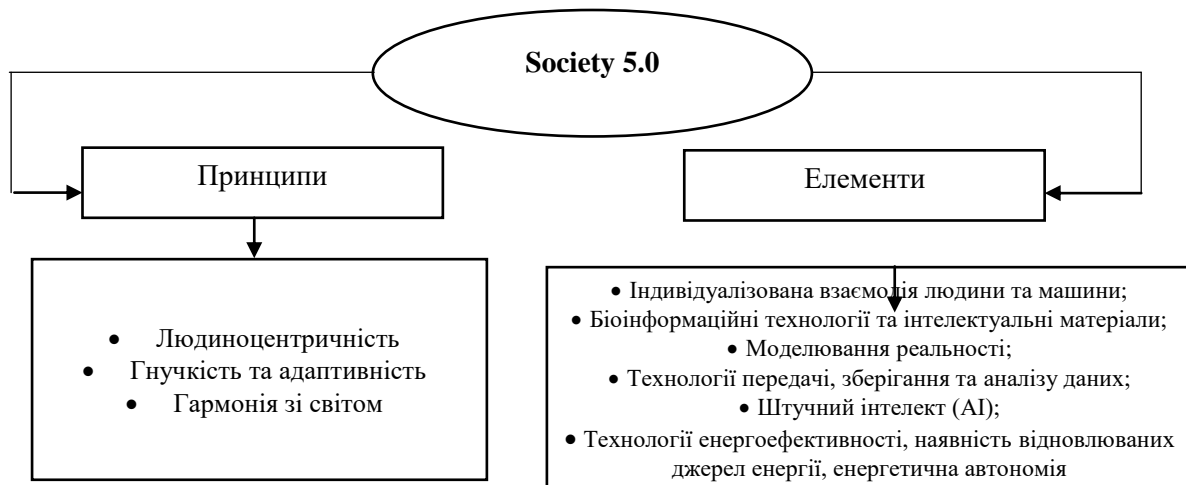 Society 5.0
Принципи
Елементи
• Людиноцентричність
• Гнучкість та адаптивність
• Гармонія зі світом
• Індивідуалізована взаємодія людини та машини;
• Біоінформаційні технології та інтелектуальні матеріали;
• Моделювання реальності;
• Технології передачі, зберігання та аналізу даних;
• Штучний інтелект (АІ);
• Технології енергоефективності, наявність відновлюваних
джерел енергії, енергетична автономія